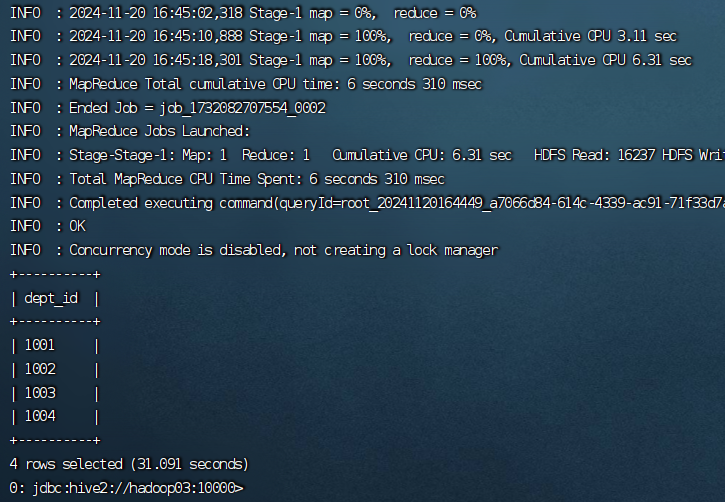 INFO  : 2024-11-20 16:45:02,318 Stage-1 map = 0%,  reduce = 0%
INFO  : 2024-11-20 16:45:10,888 Stage-1 map = 100%,  reduce = 0%, Cumulative CPU 3.11 sec
INFO  : 2024-11-20 16:45:18,301 Stage-1 map = 100%,  reduce = 100%, Cumulative CPU 6.31 sec
INFO  : MapReduce Total cumulative CPU time: 6 seconds 310 msec
INFO  : Ended Job = job_1732082707554_0002
INFO  : MapReduce Jobs Launched:
INFO  : Stage-Stage-1: Map: 1  Reduce: 1   Cumulative CPU: 6.31 sec   HDFS Read: 16237 HDFS Writ
INFO  : Total MapReduce CPU Time Spent: 6 seconds 310 msec
INFO  : Completed executing command(queryId=root_20241120164449_a7066d84-614c-4339-ac91-71f33d7a
INFO  : OK
INFO  : Concurrency mode is disabled, not creating a lock manager
+----------+
| dept_id  |
+----------+
| 1001     |
| 1002     |
| 1003     |
| 1004     |
+----------+
4 rows selected (31.091 seconds)
0: jdbc:hive2://hadoop03:10000>